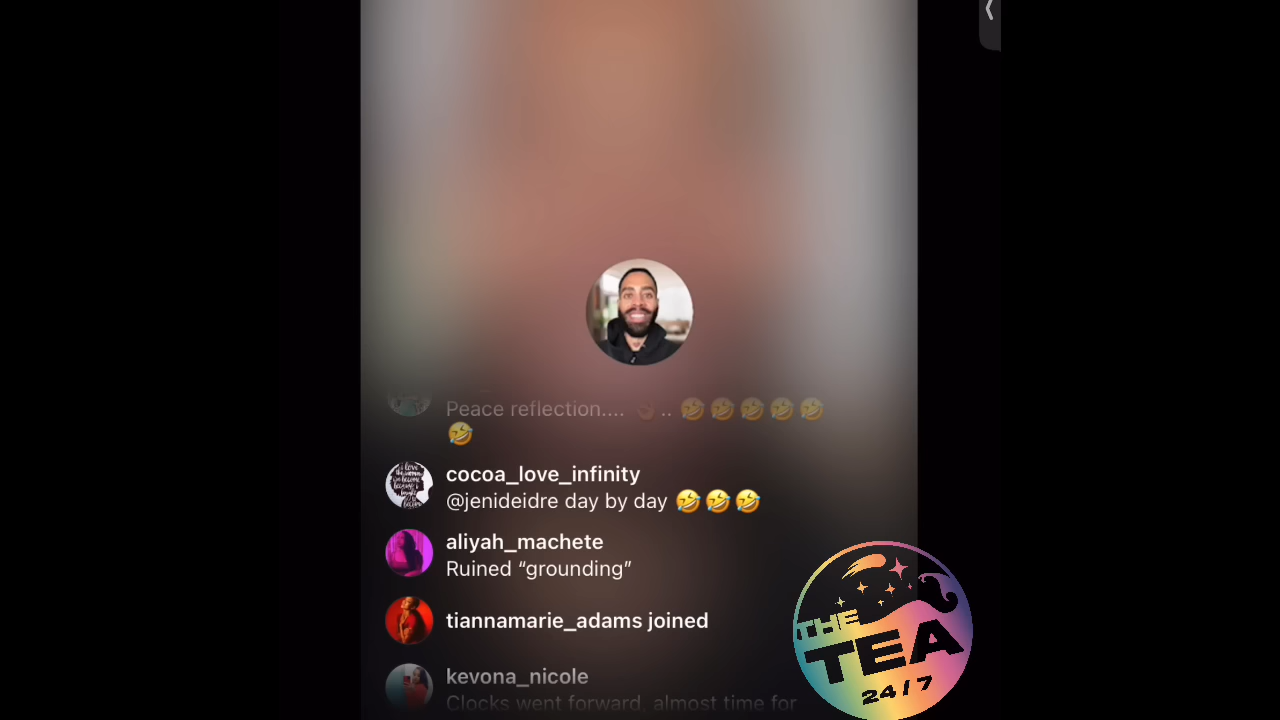 Peace reflection.... 👌🏽 .. 🤣🤣🤣🤣🤣
🤣
cocoa_love_infinity
@jenideidre day by day 🤣🤣🤣
aliyah_machete
Ruined “grounding”
tiannamarie_adams joined
kevona_nicole
Clocks went forward, almost time for
THE
TEA
24/7